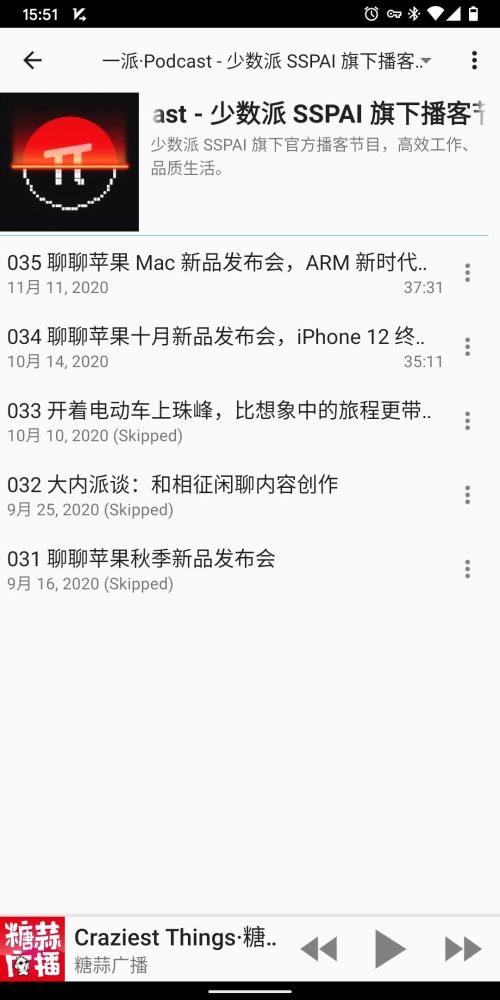 15:51
一派·Podcast - 少数派 SSPAI 旗下播客..
ast - 少数派 SSPAI 旗下播客
少数派 SSPAI 旗下官方播客节目，高效工作、
品质生活。
035 聊聊苹果 Mac 新品发布会，ARM 新时代..
11月 11, 2020 37:31
034 聊聊苹果十月新品发布会，iPhone 12 终..
10月 14, 2020 35:11
033 开着电动车上珠峰，比想象中的旅程更带..
10月 10, 2020 (Skipped)
032 大内派谈：和相征闲聊内容创作
9月 25, 2020 (Skipped)
031 聊聊苹果秋季新品发布会
9月 16, 2020 (Skipped)
糖蒜
广播
Craziest Things·糖..
糖蒜广播